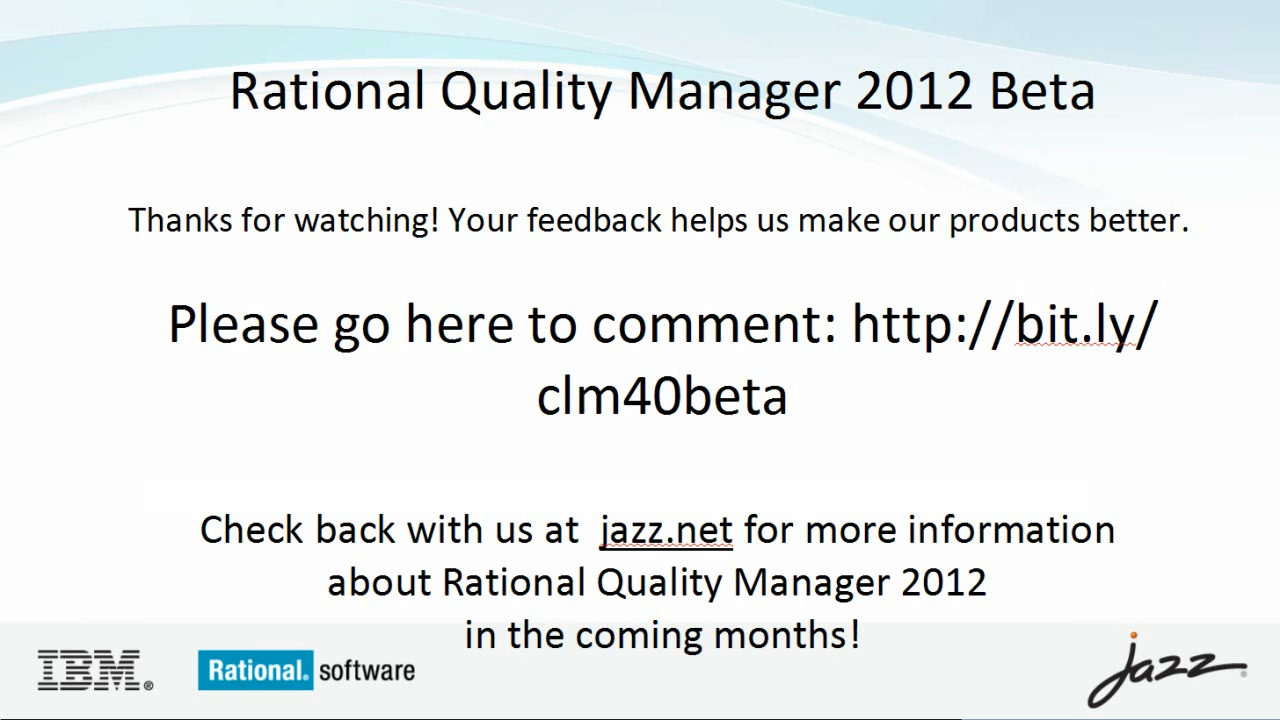 Rational Quality Manager 2012 Beta
Thanks for watching! Your feedback helps us make our products better.
Please go here to comment: http://bit.ly/
clm40beta
Check back with us at  jazz.net for more information
about Rational Quality Manager 2012
in the coming months!
IBM®
Rational® software
jazz®